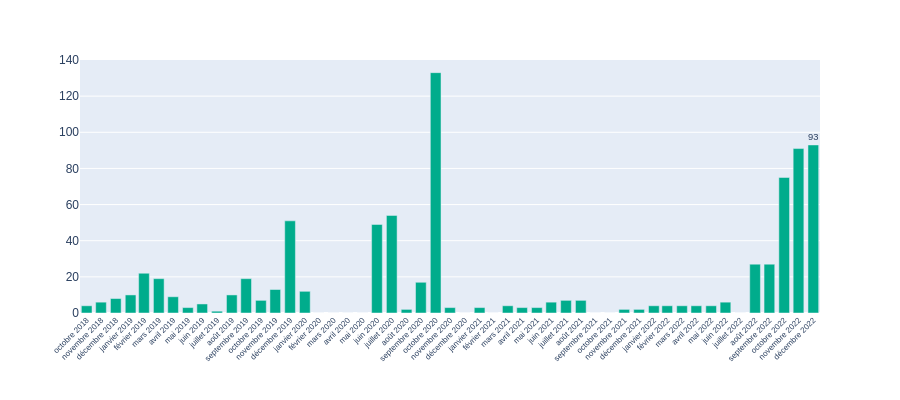 140
120
100
80
60
40
20
0
93
octobre 2018
novembre 2018
décembre 2018
janvier 2019
février 2019
mars 2019
avril 2019
mai 2019
juin 2019
juillet 2019
août 2019
septembre 2019
octobre 2019
novembre 2019
décembre 2019
janvier 2020
février 2020
mars 2020
avril 2020
mai 2020
juin 2020
juillet 2020
août 2020
septembre 2020
octobre 2020
novembre 2020
décembre 2020
janvier 2021
février 2021
mars 2021
avril 2021
mai 2021
juin 2021
juillet 2021
août 2021
septembre 2021
octobre 2021
novembre 2021
décembre 2021
janvier 2022
février 2022
mars 2022
avril 2022
mai 2022
juin 2022
juillet 2022
août 2022
septembre 2022
octobre 2022
novembre 2022
décembre 2022